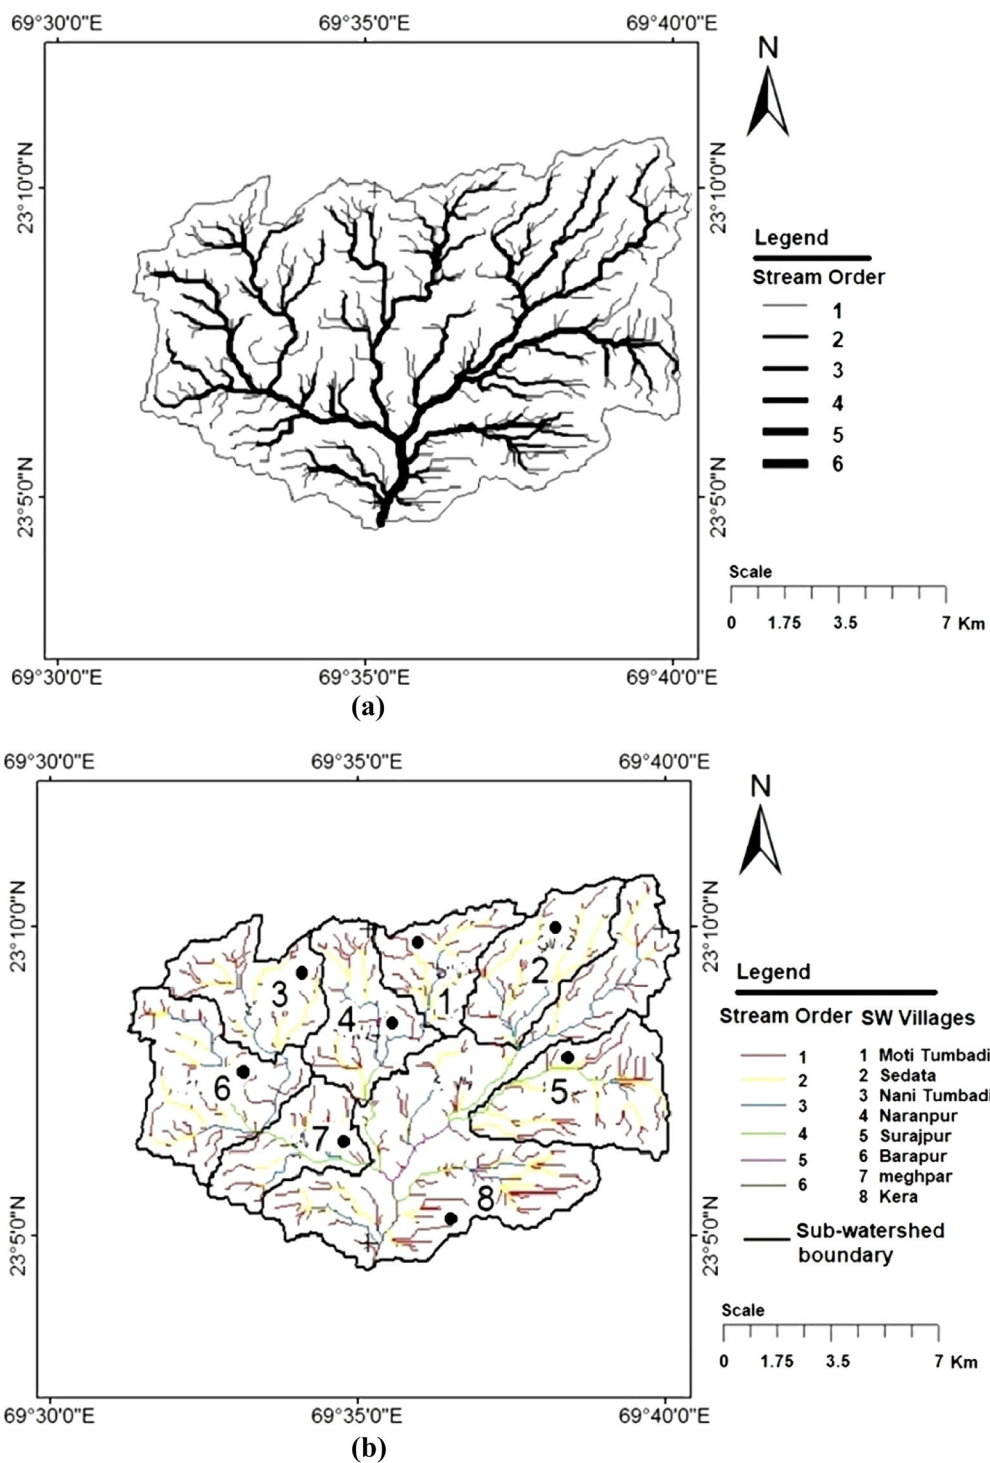 69°30'0"E 69°35'0"E 69°40'0"E
N
23°10'0"N 23°10'0"N
Legend
Stream Order
1
2
3
4
5
6
23°5'0"N 23°5'0"N
Scale
0 1.75 3.5 7 Km
69°30'0"E 69°35'0"E 69°40'0"E
(a)
69°30'0"E 69°35'0"E 69°40'0"E
N
23°10'0"N 23°10'0"N
2
3
1
4
5
6
7
8
Legend
Stream Order SW Villages
1 1 Moti Tumbadi
2 2 Sedata
3 3 Nani Tumbadi
4 4 Naranpur
5 5 Surajpur
6 6 Barapur
7 meghpar
8 Kera
Sub-watershed
boundary
23°5'0"N 23°5'0"N
Scale
0 1.75 3.5 7 Km
69°30'0"E 69°35'0"E 69°40'0"E
(b)